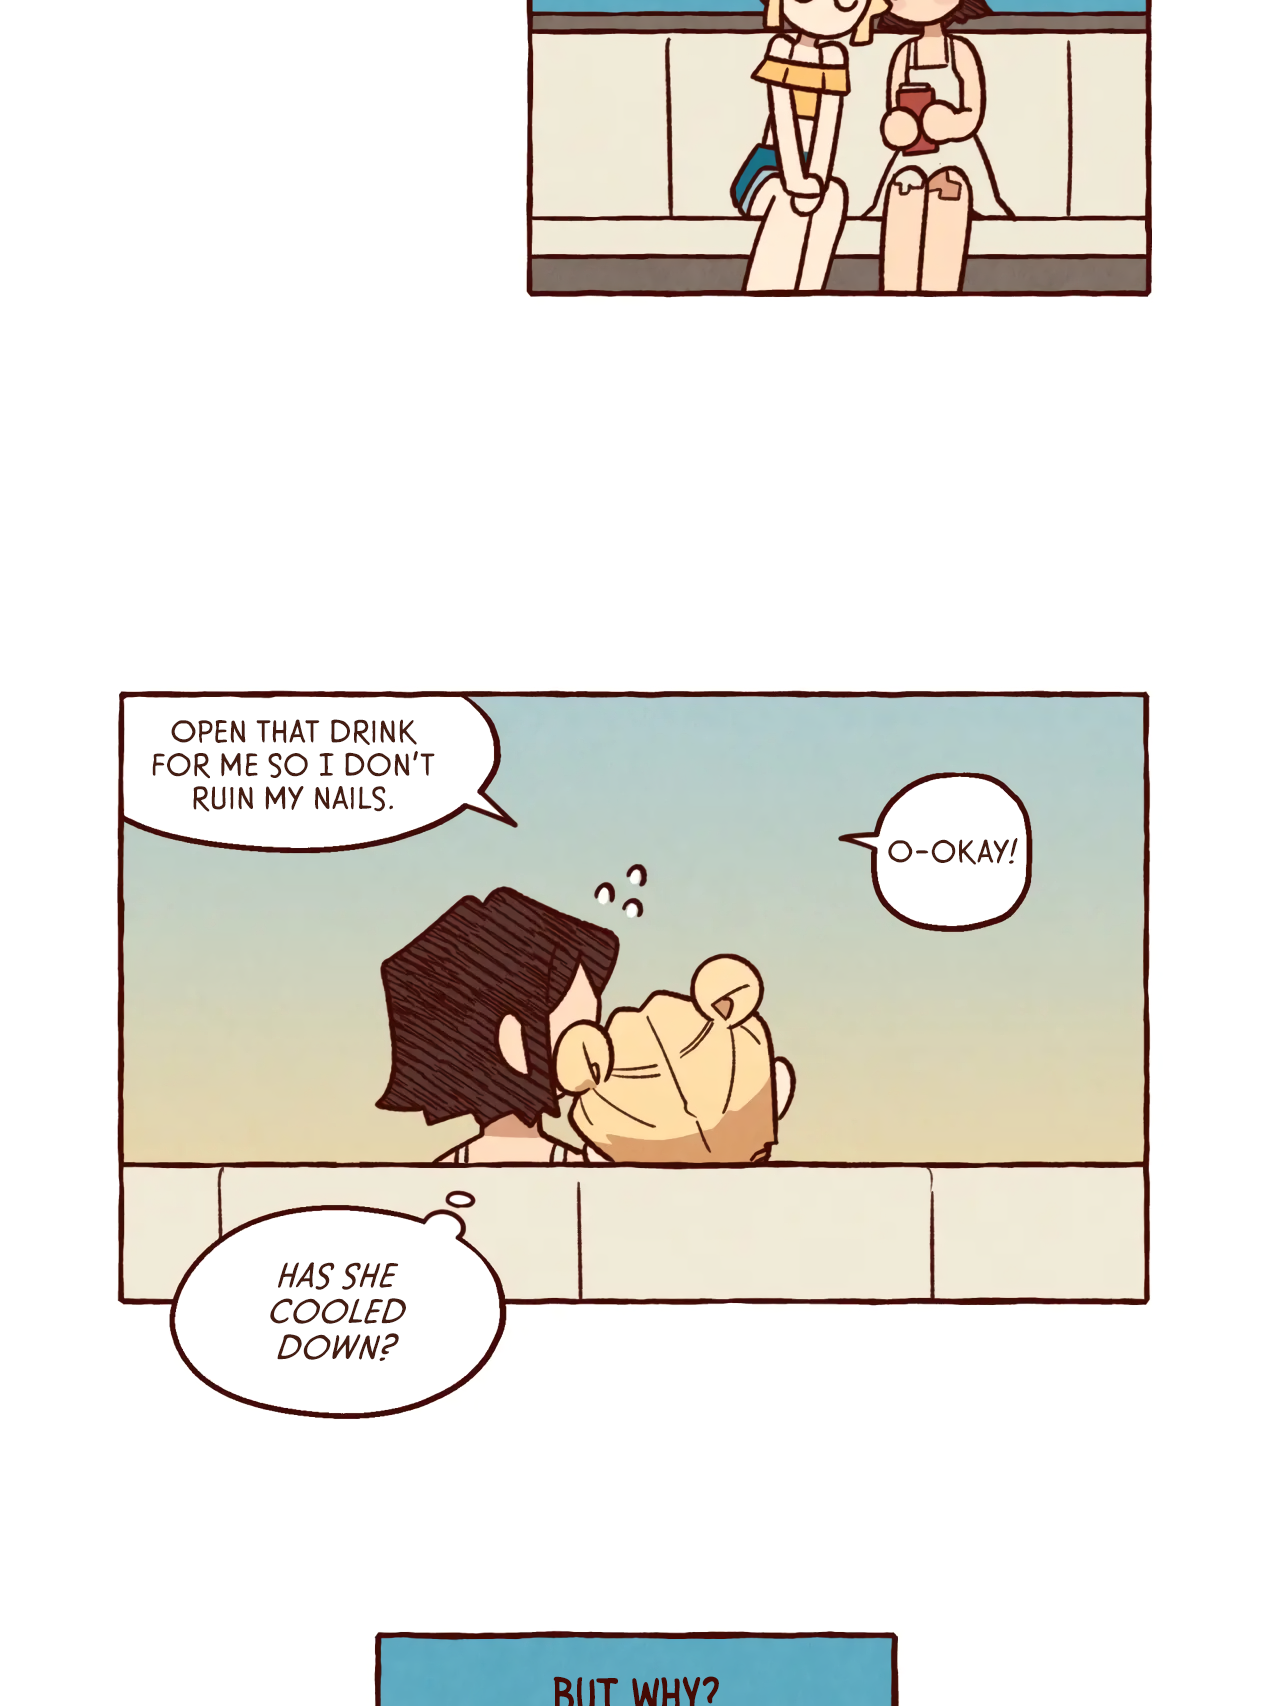 OPEN THAT DRINK
FOR ME SO I DON'T
RUIN MY NAILS.
O-OKAY!
HAS SHE
COOLED
DOWN?
BUT WHY?